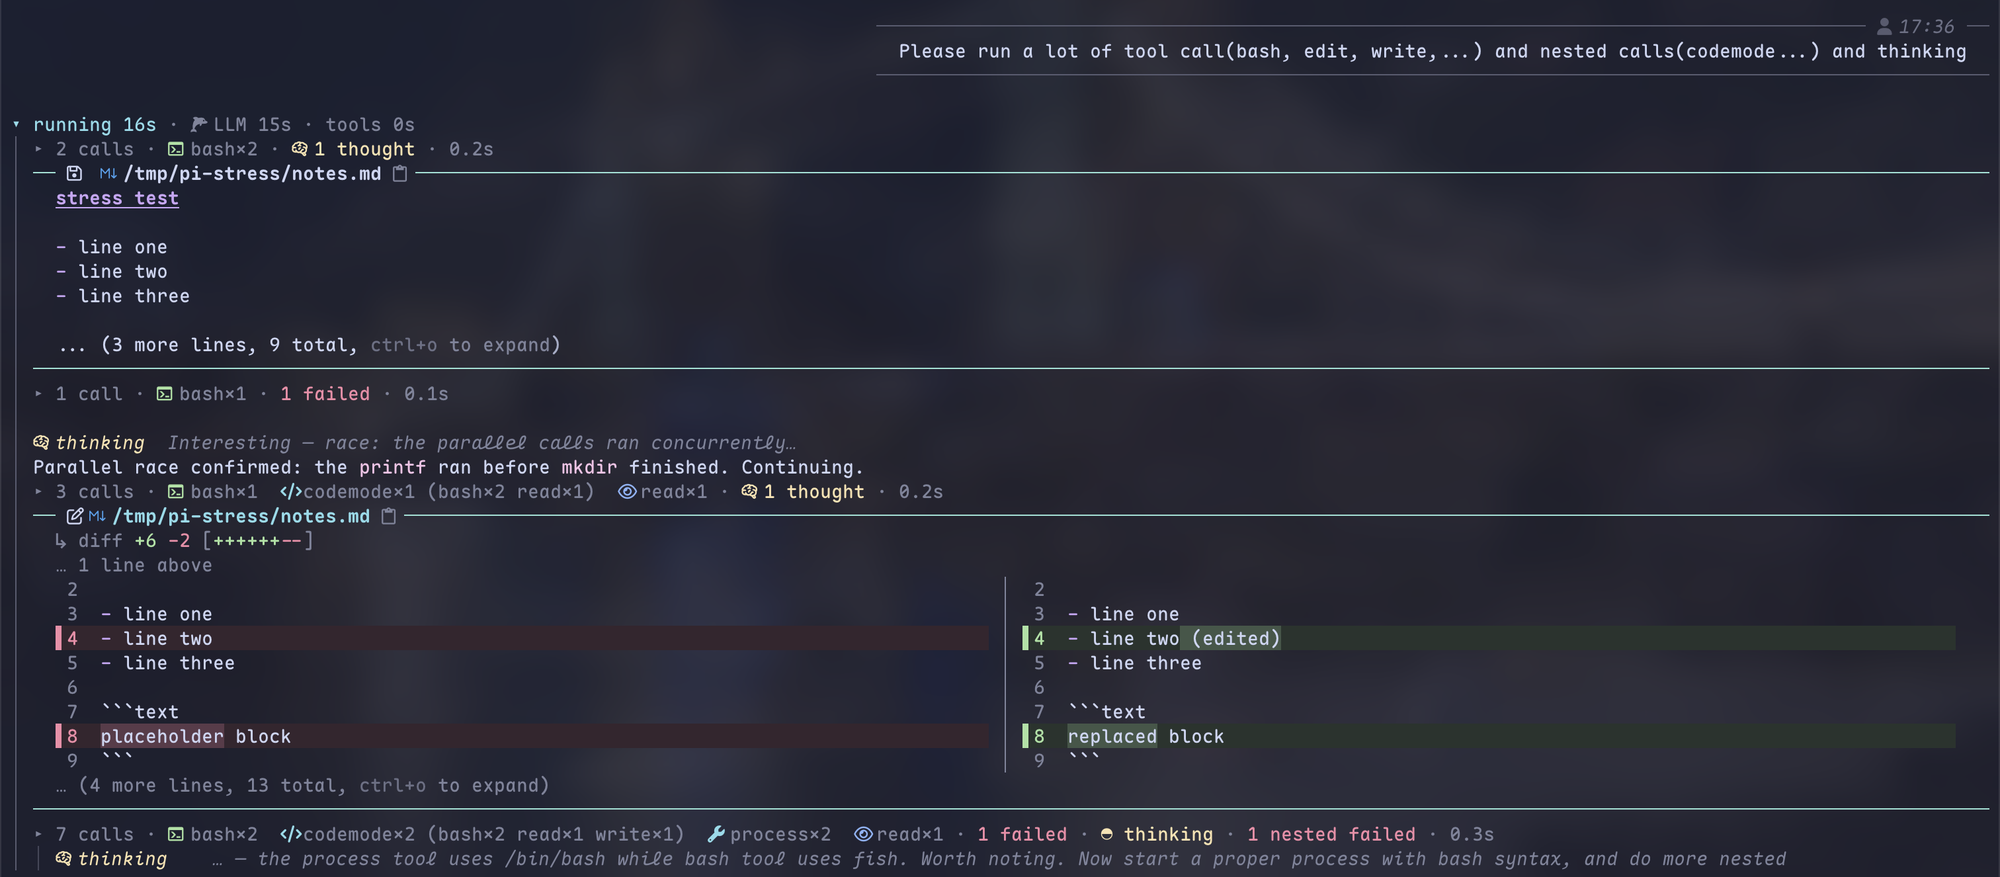 17:36
Please run a lot of tool call(bash, edit, write,...) and nested calls(codemode...) and thinking
▾ running 16s · LLM 15s · tools 0s
▸ 2 calls · bash×2 · 1 thought · 0.2s
M↓ /tmp/pi-stress/notes.md
stress test
- line one
- line two
- line three
... (3 more lines, 9 total, ctrl+o to expand)
▸ 1 call · bash×1 · 1 failed · 0.1s
thinking Interesting — race: the parallel calls ran concurrently…
Parallel race confirmed: the printf ran before mkdir finished. Continuing.
▸ 3 calls · bash×1 </>codemode×1 (bash×2 read×1) read×1 · 1 thought · 0.2s
M↓ /tmp/pi-stress/notes.md
↳ diff +6 -2 [++++++--]
… 1 line above
2 2
3 - line one 3 - line one
4 - line two 4 - line two (edited)
5 - line three 5 - line three
6 6
7 ```text 7 ```text
8 placeholder block 8 replaced block
9 ``` 9 ```
… (4 more lines, 13 total, ctrl+o to expand)
▸ 7 calls · bash×2 </>codemode×2 (bash×2 read×1 write×1) process×2 read×1 · 1 failed · thinking · 1 nested failed · 0.3s
thinking … — the process tool uses /bin/bash while bash tool uses fish. Worth noting. Now start a proper process with bash syntax, and do more nested